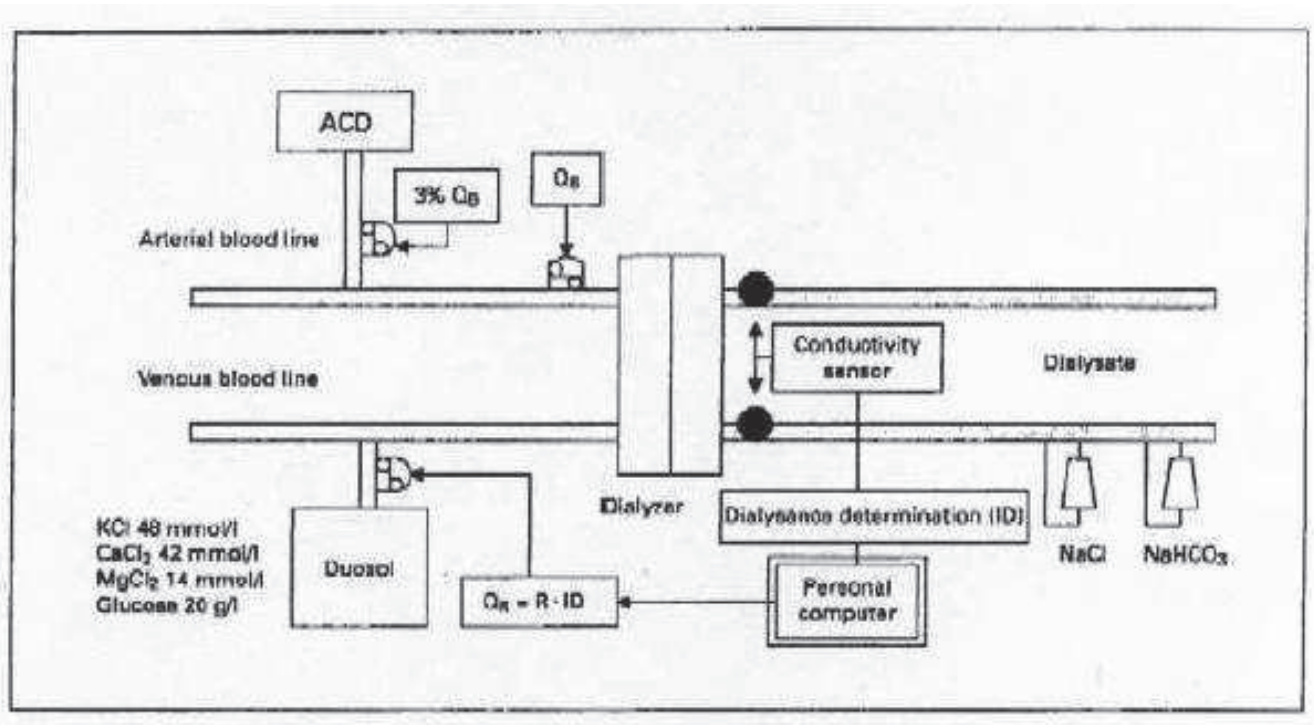 ACD
3% QB
QB
Arterial blood line
Conductivity
sensor
Dialysate
Venous blood line
Dialyzer
Dialysance determination (ID)
NaCl
NaHCO₃
KCl 48 mmol/l
CaCl₂ 42 mmol/l
MgCl₂ 14 mmol/l
Glucose 20 g/l
Duosol
QR = R · ID
Personal
computer